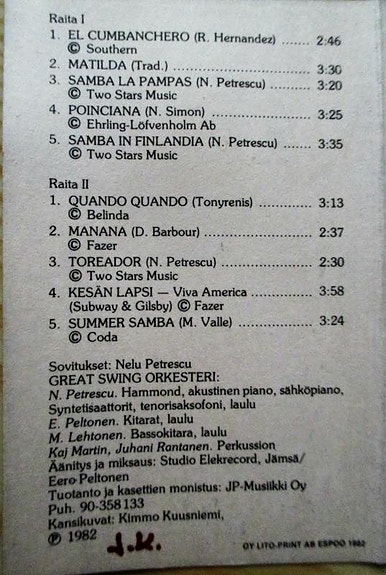 Raita I
1. EL CUMBANCHERO (R. Hernandez) ....... 2:46
© Southern
2. MATILDA (Trad.) ................................ 3:30
3. SAMBA LA PAMPAS (N. Petrescu) ........ 3:20
© Two Stars Music
4. POINCIANA (N. Simon) ..................... 3:25
© Ehrling-Löfvenholm Ab
5. SAMBA IN FINLANDIA (N. Petrescu) ...... 3:35
© Two Stars Music
Raita II
1. QUANDO QUANDO (Tonyrenis) ............ 3:13
© Belinda
2. MANANA (D. Barbour) ....................... 2:37
© Fazer
3. TOREADOR (N. Petrescu) ................... 2:30
© Two Stars Music
4. KESÄN LAPSI — Viva America ............... 3:58
(Subway & Gilsby) © Fazer
5. SUMMER SAMBA (M. Valle) ................ 3:24
© Coda
Sovitukset: Nelu Petrescu
GREAT SWING ORKESTERI:
N. Petrescu. Hammond, akustinen piano, sähköpiano,
Syntetisaattorit, tenorisaksofoni, laulu
E. Peltonen. Kitarat, laulu
M. Lehtonen. Bassokitara, laulu
Kaj Martin, Juhani Rantanen. Perkussion
Äänitys ja miksaus: Studio Elekrecord, Jämsä/
Eero Peltonen
Tuotanto ja kasettien monistus: JP-Musiikki Oy
Puh. 90-358133
Kansikuvat: Kimmo Kuusniemi,
℗ 1982
J.K.
OY LITO-PRINT AB ESPOO 1982